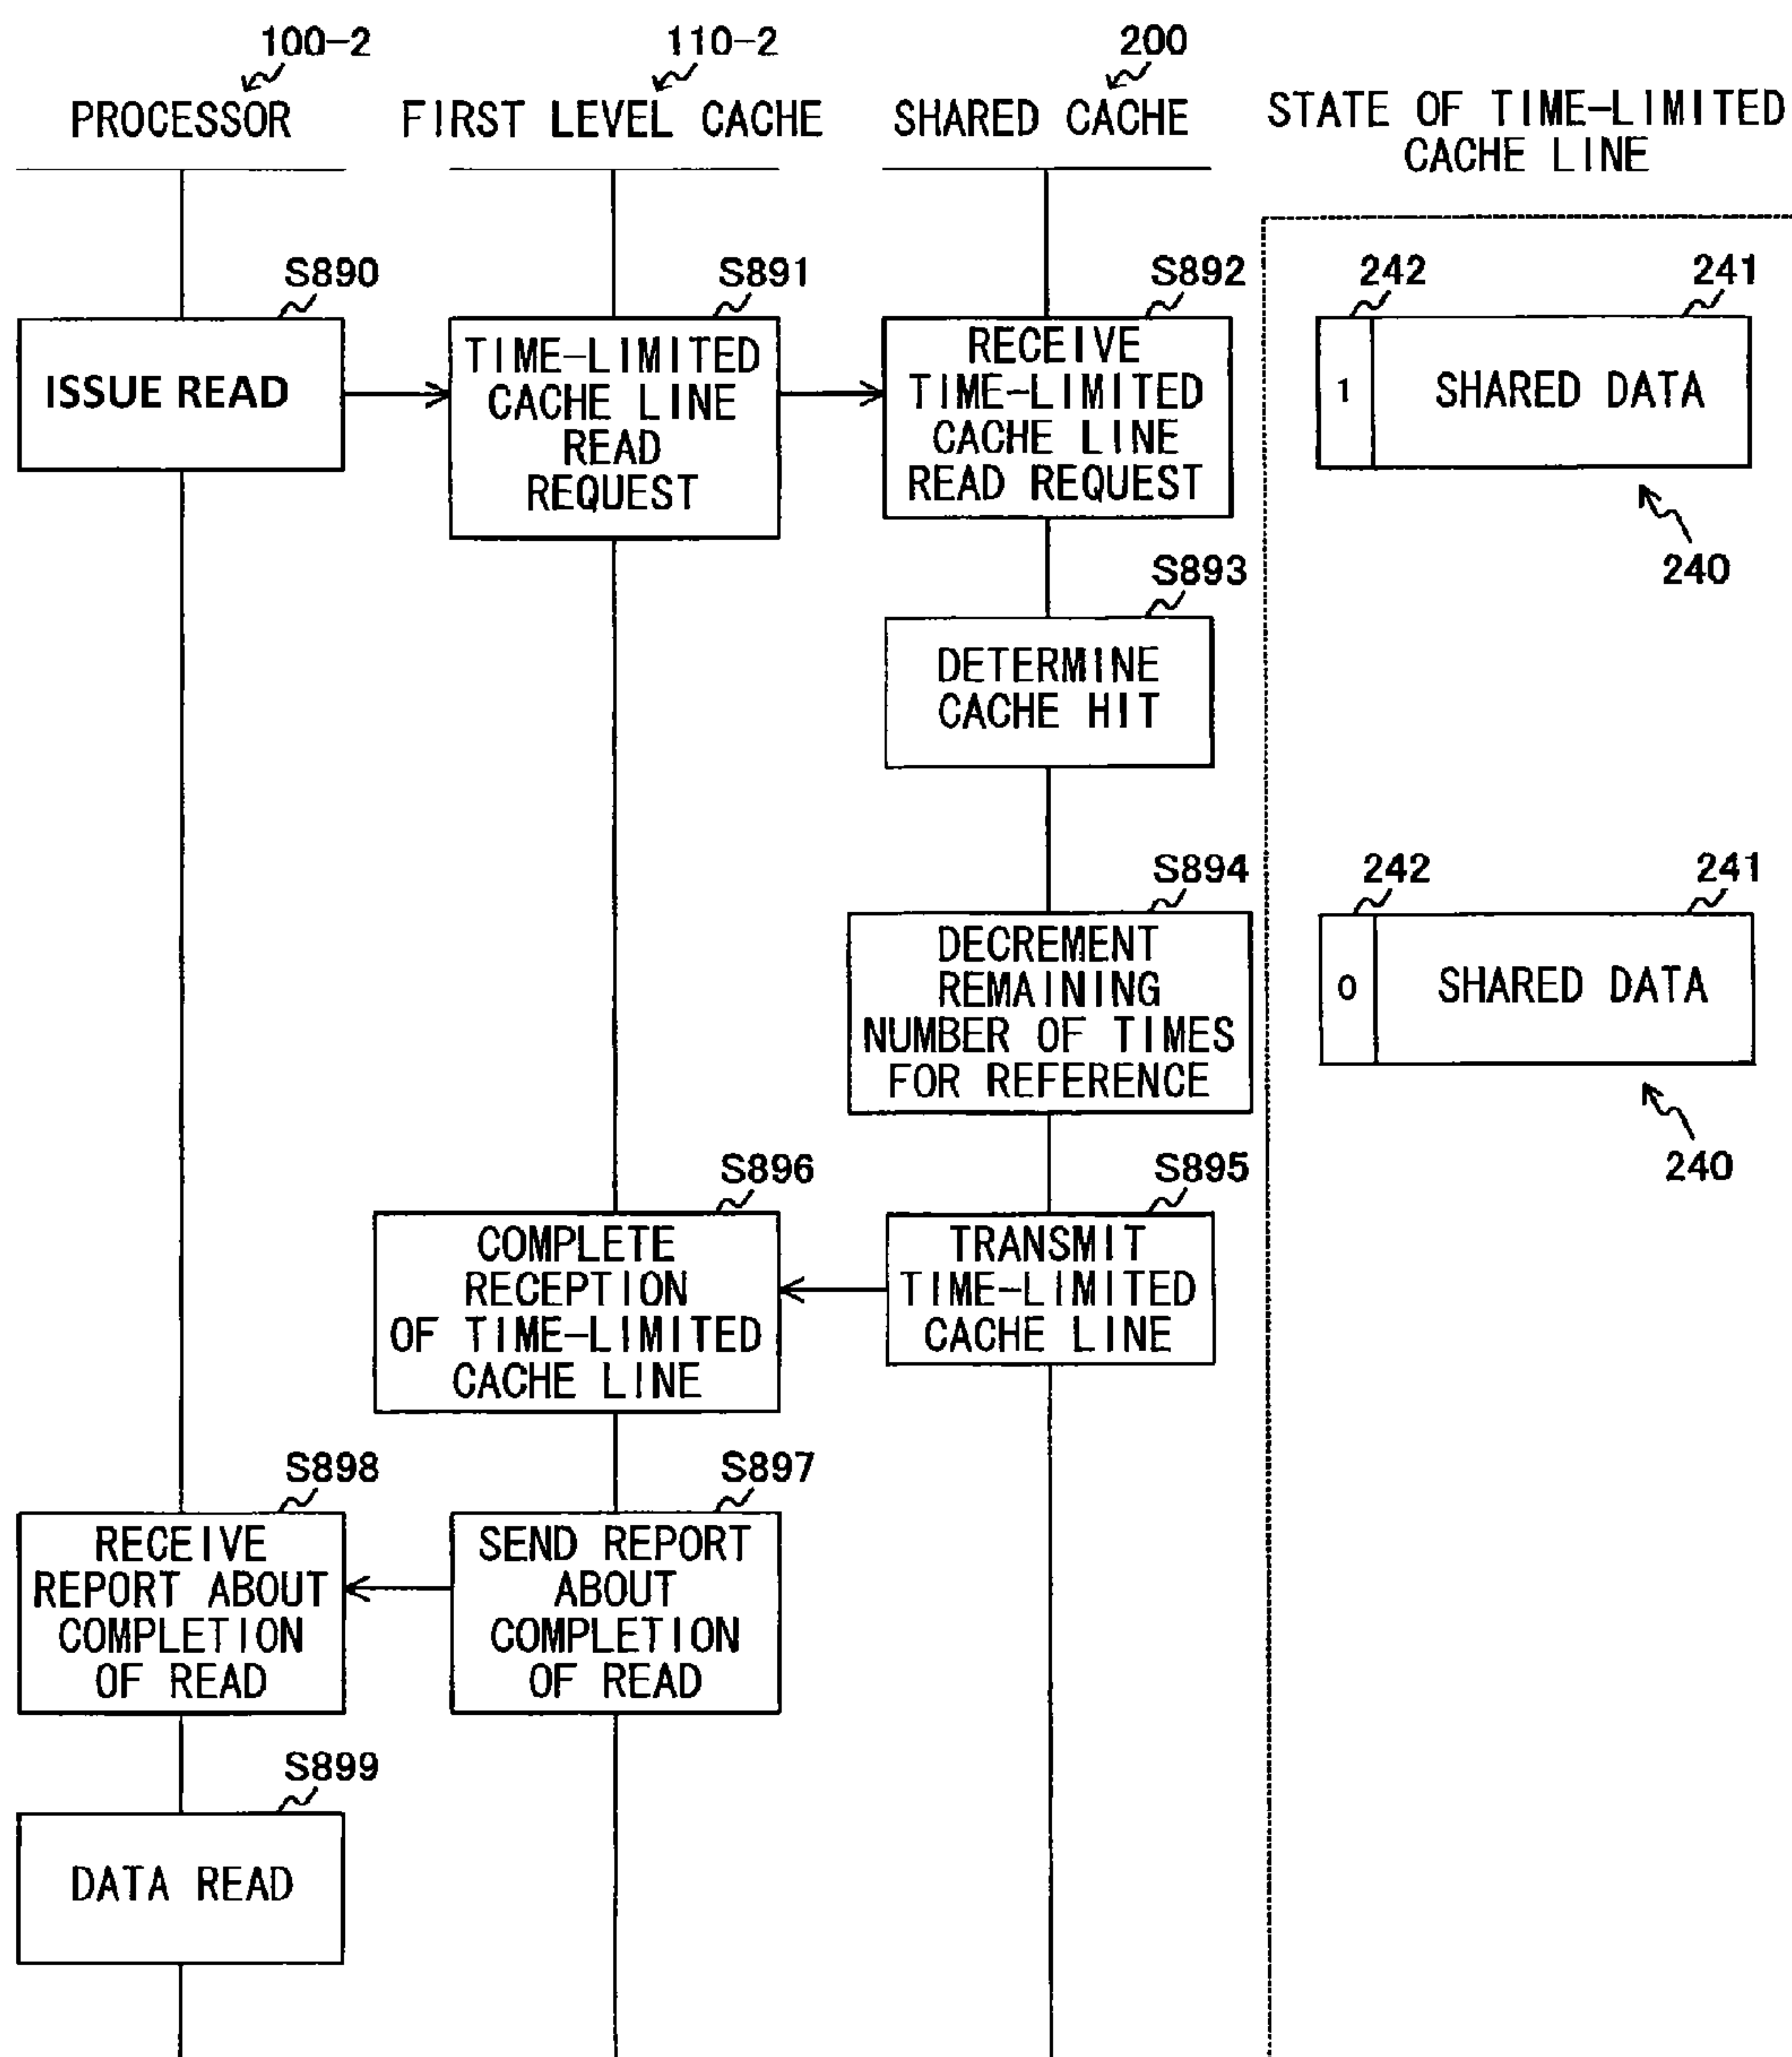 100-2
110-2
200
PROCESSOR
FIRST LEVEL CACHE
SHARED CACHE
STATE OF TIME-LIMITED
CACHE LINE
S890
S891
S892
242
241
ISSUE READ
TIME-LIMITED
CACHE LINE
READ
REQUEST
RECEIVE
TIME-LIMITED
CACHE LINE
READ REQUEST
1
SHARED DATA
240
S893
DETERMINE
CACHE HIT
S894
242
241
DECREMENT
REMAINING
NUMBER OF TIMES
FOR REFERENCE
0
SHARED DATA
240
S896
S895
COMPLETE
RECEPTION
OF TIME-LIMITED
CACHE LINE
TRANSMIT
TIME-LIMITED
CACHE LINE
S898
S897
RECEIVE
REPORT ABOUT
COMPLETION
OF READ
SEND REPORT
ABOUT
COMPLETION
OF READ
S899
DATA READ